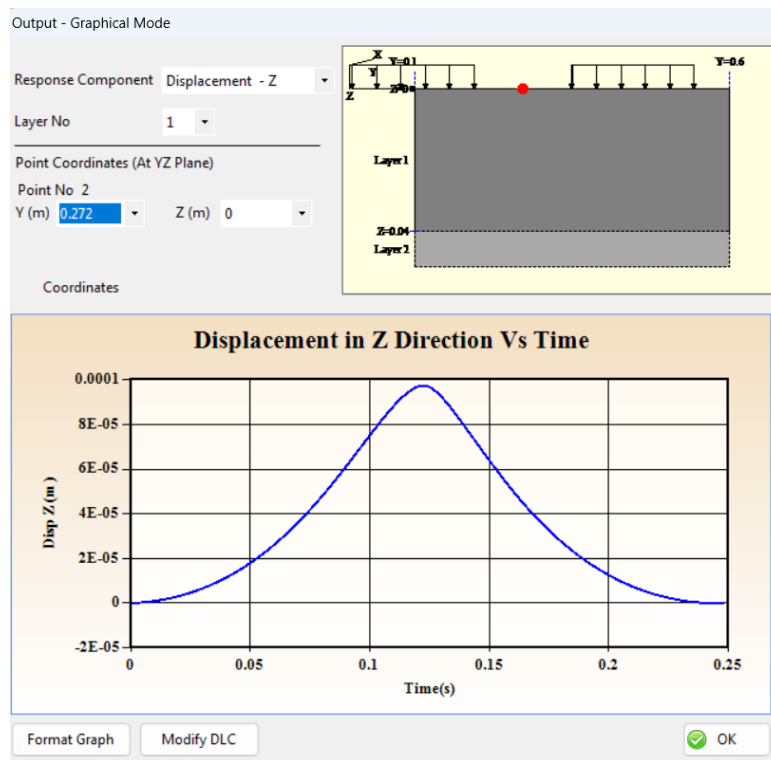 Output - Graphical Mode
Response Component Displacement - Z
Layer No 1
Point Coordinates (At YZ Plane)
Point No 2
Y (m) 0.272 Z (m) 0
Coordinates
X
Y
Z
Y=0.1
Y=0.6
Z=0
Layer 1
Z=0.04
Layer 2
Displacement in Z Direction Vs Time
Disp Z (m)
0.0001
8E-05
6E-05
4E-05
2E-05
0
-2E-05
0 0.05 0.1 0.15 0.2 0.25
Time(s)
Format Graph Modify DLC OK